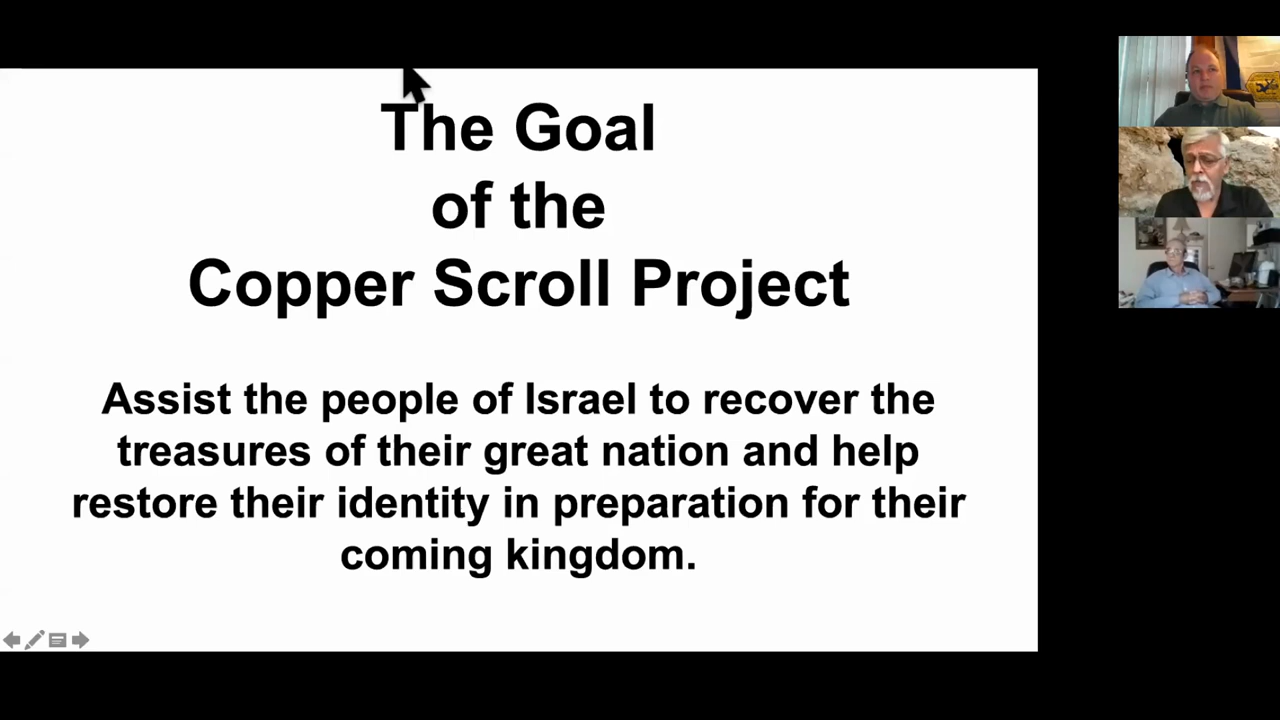 The Goal
of the
Copper Scroll Project
Assist the people of Israel to recover the
treasures of their great nation and help
restore their identity in preparation for their
coming kingdom.